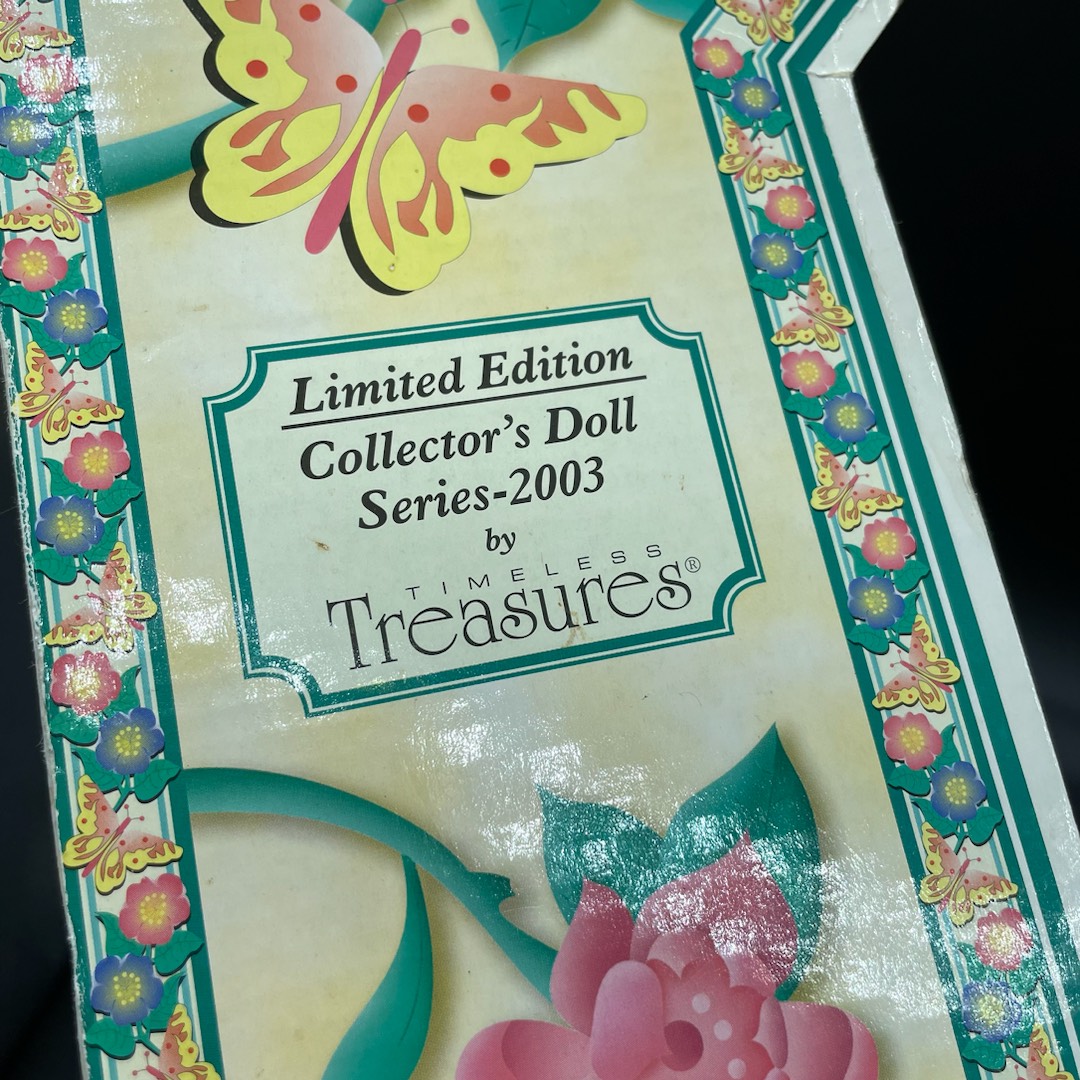 Limited Edition
Collector's Doll
Series-2003
by
TIMELESS
Treasures®